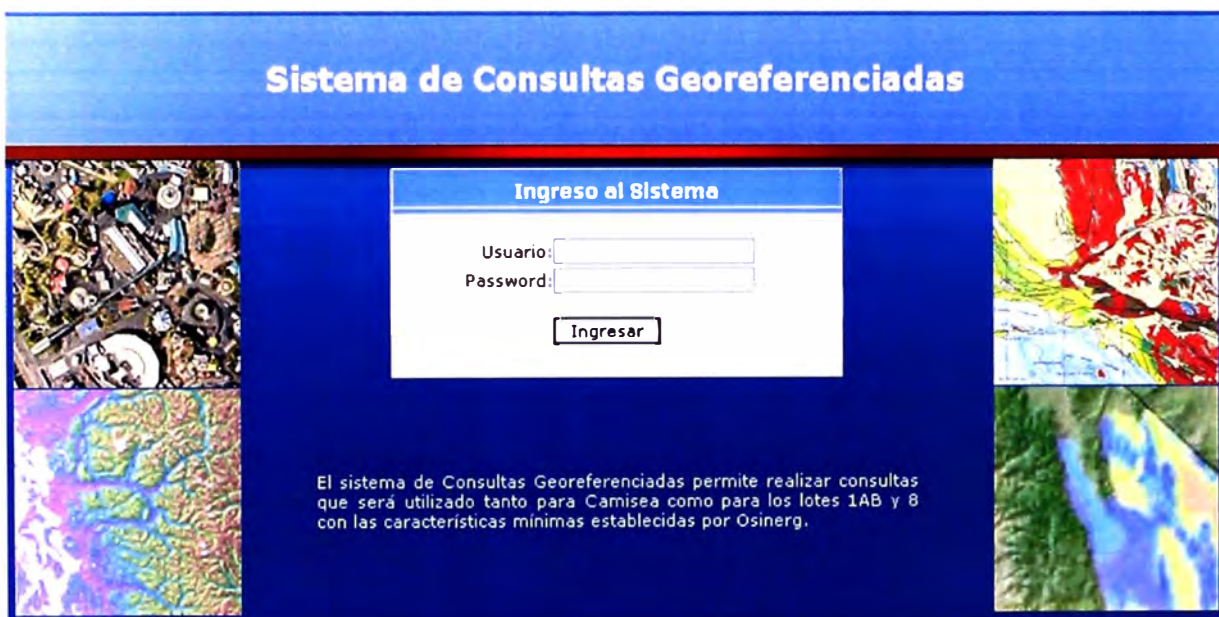 Sistema de Consultas Georeferenciadas
Ingreso al Sistema
Usuario:
Password:
Ingresar
El sistema de Consultas Georeferenciadas permite realizar consultas
que será utilizado tanto para Camisea como para los lotes 1AB y 8
con las características mínimas establecidas por Osinerg.